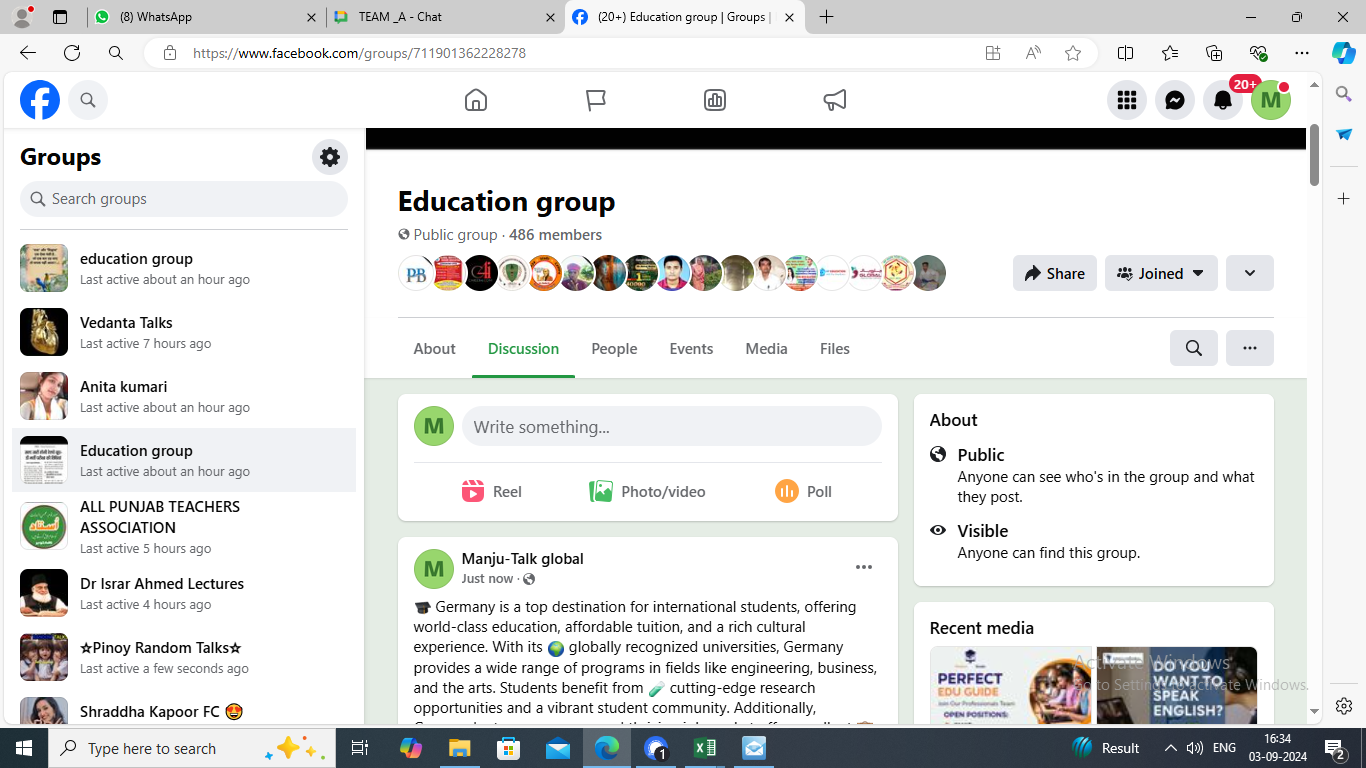 (8) WhatsApp
TEAM _A - Chat
(20+) Education group | Groups |
https://www.facebook.com/groups/711901362228278
20+
M
Groups
Search groups
education group
Last active about an hour ago
Vedanta Talks
Last active 7 hours ago
Anita kumari
Last active about an hour ago
Education group
Last active about an hour ago
ALL PUNJAB TEACHERS
ASSOCIATION
Last active 5 hours ago
Dr Israr Ahmed Lectures
Last active 4 hours ago
☆Pinoy Random Talks☆
Last active a few seconds ago
Shraddha Kapoor FC 😍
Education group
Public group · 486 members
PB
Share
Joined
About
Discussion
People
Events
Media
Files
M
Write something...
Reel
Photo/video
Poll
M
Manju-Talk global
Just now ·
🎓 Germany is a top destination for international students, offering
world-class education, affordable tuition, and a rich cultural
experience. With its 🌍 globally recognized universities, Germany
provides a wide range of programs in fields like engineering, business,
and the arts. Students benefit from 🧪 cutting-edge research
opportunities and a vibrant student community. Additionally,
About
Public
Anyone can see who's in the group and what
they post.
Visible
Anyone can find this group.
Recent media
PERFECT
EDU GUIDE
Join Our Professionals Team
OPEN POSITIONS:
DO YOU
WANT TO
SPEAK
ENGLISH?
Activate Windows
Go to Settings to activate Windows.
Type here to search
1
Result
ENG
16:34
03-09-2024
2